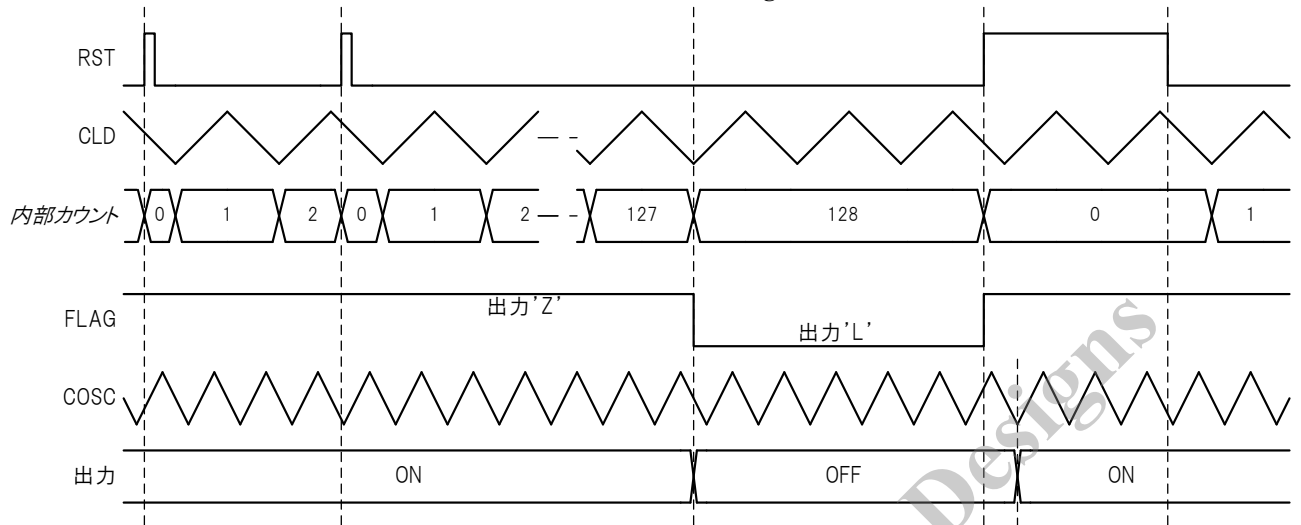 RST
CLD
内部カウント 0 1 2 0 1 2 127 128 0 1
FLAG 出力'Z' 出力'L'
COSC
出力 ON OFF ON
Designs